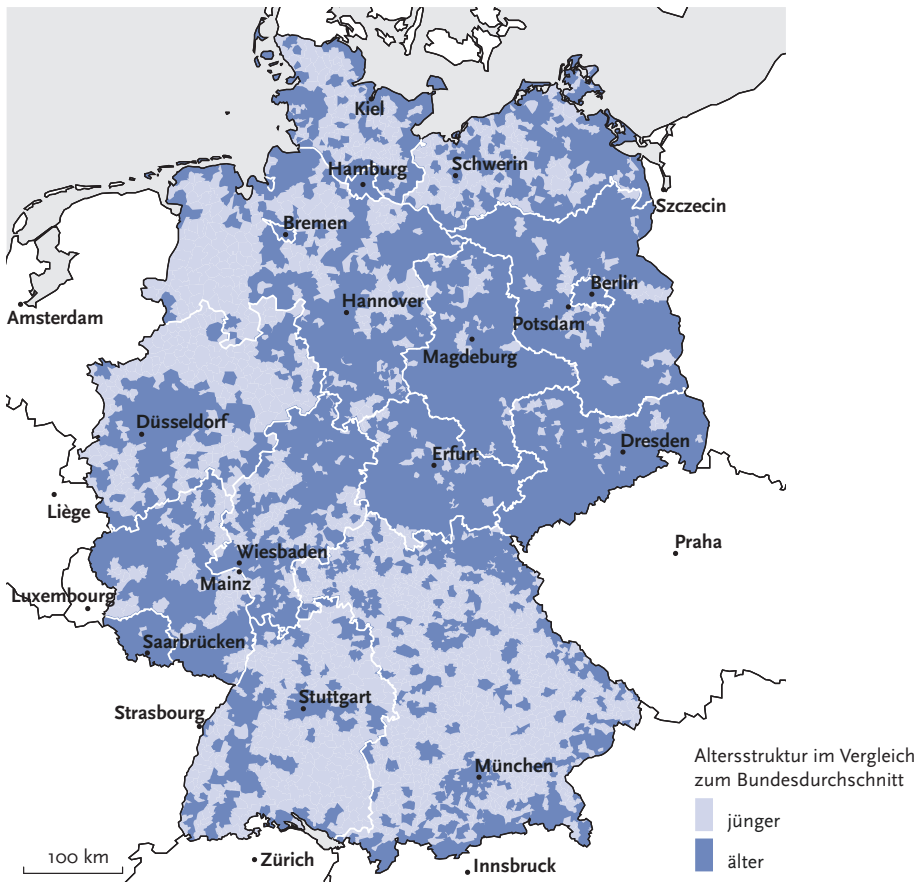 Kiel
Schwerin
Hamburg
Szczecin
Bremen
Berlin
Amsterdam
Hannover
Potsdam
Magdeburg
Düsseldorf
Dresden
Erfurt
Liège
Praha
Wiesbaden
Mainz
Luxembourg
Saarbrücken
Stuttgart
Strasbourg
München
Altersstruktur im Vergleich
zum Bundesdurchschnitt
jünger
älter
100 km
Zürich
Innsbruck